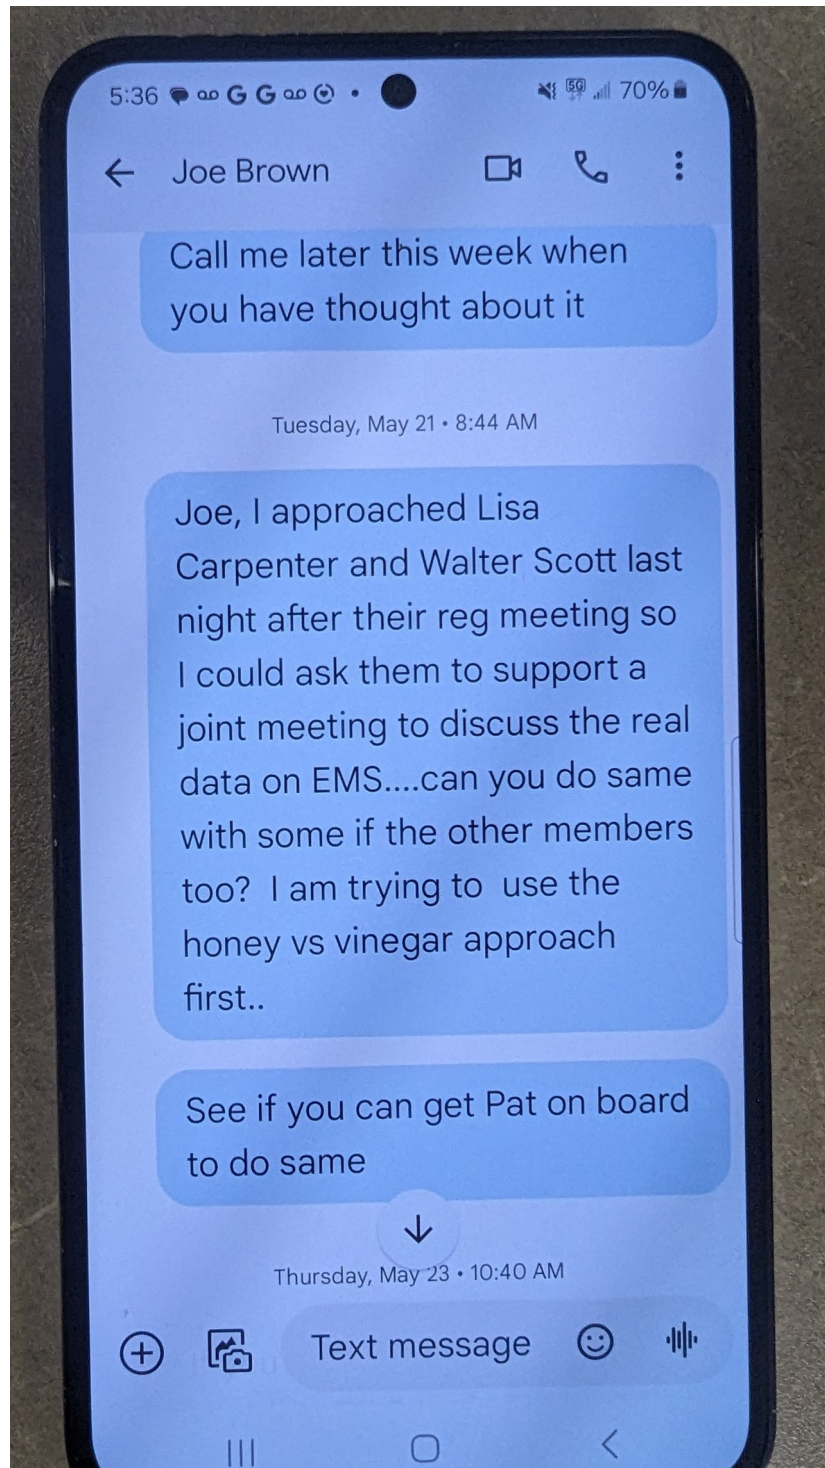 5:36
5G
70%
Joe Brown
Call me later this week when
you have thought about it
Tuesday, May 21 • 8:44 AM
Joe, I approached Lisa
Carpenter and Walter Scott last
night after their reg meeting so
I could ask them to support a
joint meeting to discuss the real
data on EMS....can you do same
with some if the other members
too?  I am trying to  use the
honey vs vinegar approach
first..
See if you can get Pat on board
to do same
Thursday, May 23 • 10:40 AM
Text message